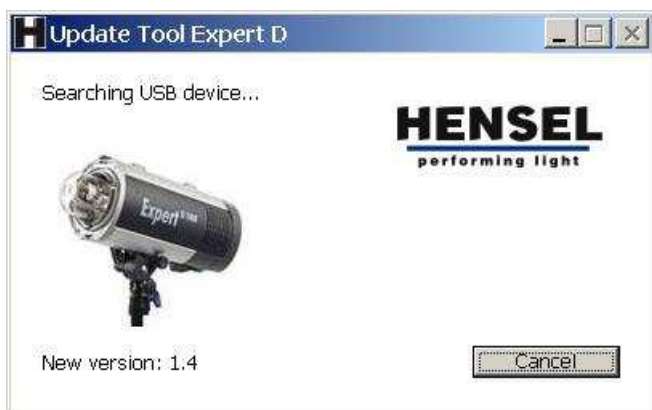 Update Tool Expert D
Searching USB device...
HENSEL
performing light
Expert
New version: 1.4
Cancel